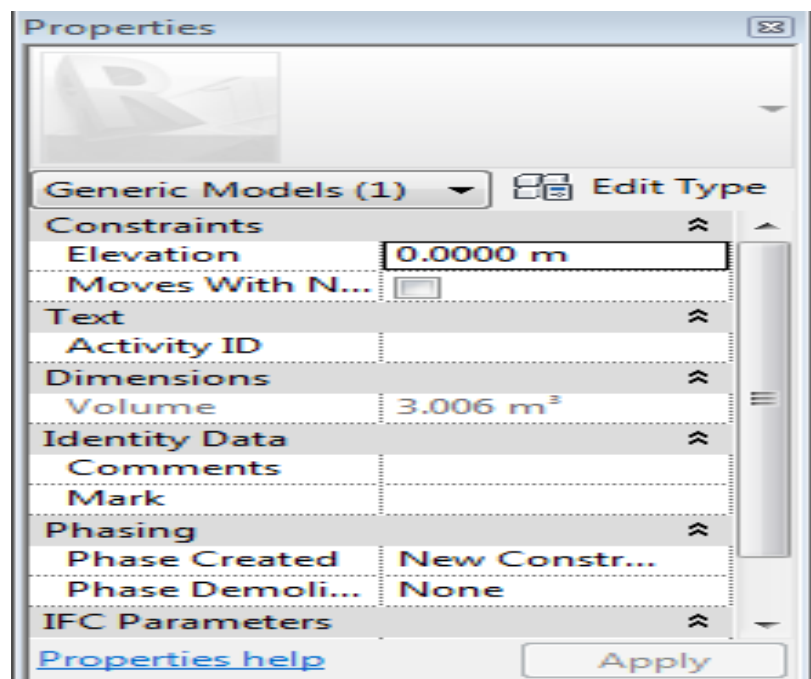 Properties
Generic Models (1) Edit Type
Constraints
Elevation 0.0000 m
Moves With N...
Text
Activity ID
Dimensions
Volume 3.006 m³
Identity Data
Comments
Mark
Phasing
Phase Created New Constr...
Phase Demoli... None
IFC Parameters
Properties help Apply